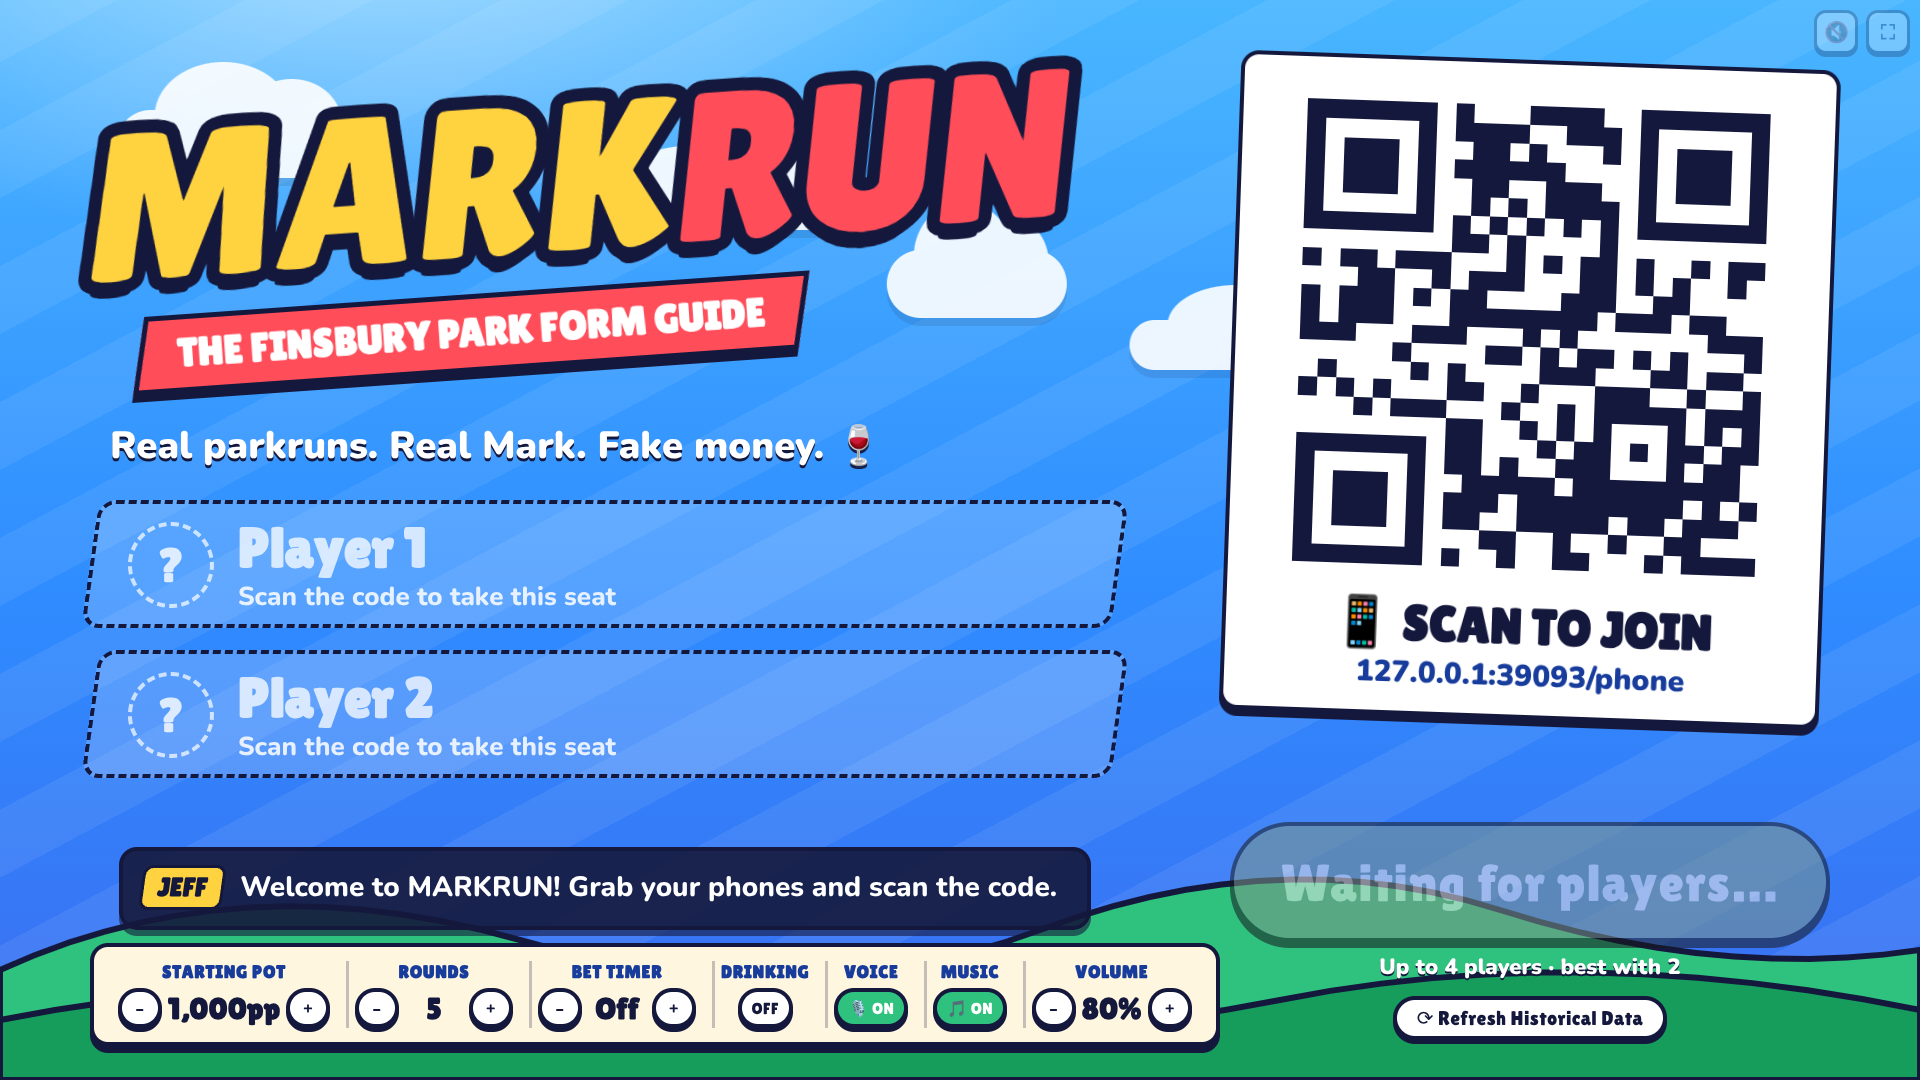 MARKRUN
THE FINSBURY PARK FORM GUIDE
Real parkruns. Real Mark. Fake money.
?
Player 1
Scan the code to take this seat
?
Player 2
Scan the code to take this seat
SCAN TO JOIN
127.0.0.1:39093/phone
JEFF Welcome to MARKRUN! Grab your phones and scan the code.
Waiting for players...
Up to 4 players · best with 2
Refresh Historical Data
STARTING POT
- 1,000pp +
ROUNDS
- 5 +
BET TIMER
- Off +
DRINKING
OFF
VOICE
ON
MUSIC
ON
VOLUME
- 80% +